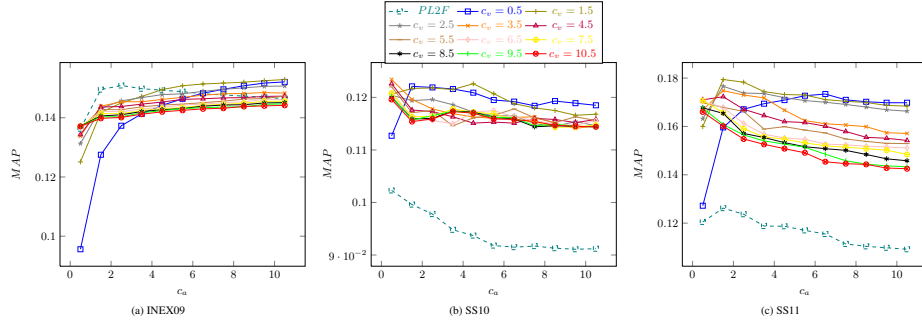 PL2F c_v = 0.5 c_v = 1.5
c_v = 2.5 c_v = 3.5 c_v = 4.5
c_v = 5.5 c_v = 6.5 c_v = 7.5
c_v = 8.5 c_v = 9.5 c_v = 10.5
MAP
0.14
0.12
0.1
0 2 4 6 8 10
c_a
(a) INEX09
MAP
0.12
0.11
0.1
9 · 10⁻²
0 2 4 6 8 10
c_a
(b) SS10
MAP
0.18
0.16
0.14
0.12
0 2 4 6 8 10
c_a
(c) SS11